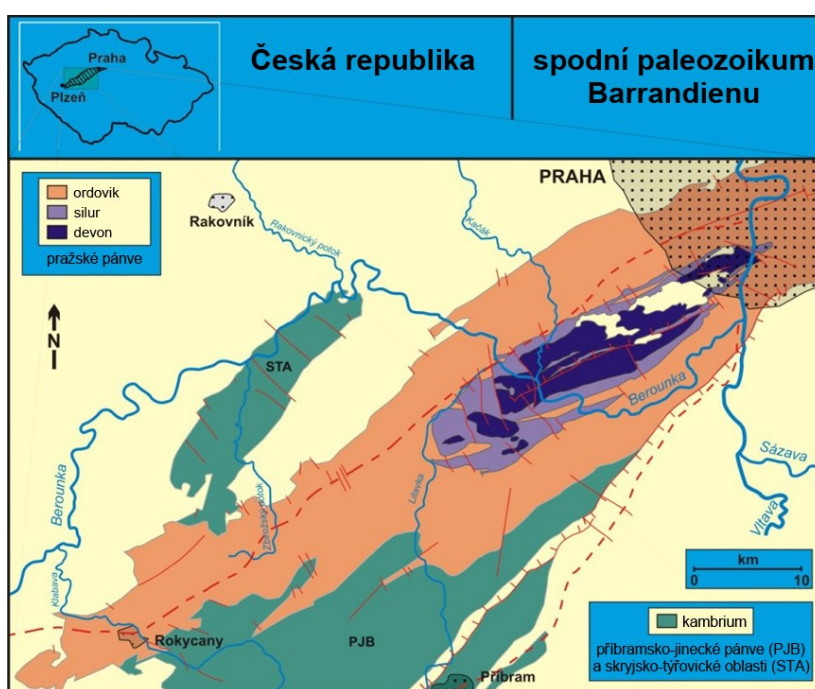 Praha
Plzeň
Česká republika
spodní paleozoikum
Barrandienu
ordovik
silur
devon
pražské pánve
Rakovník
Rakovnický potok
Kačák
PRAHA
N
STA
Berounka
Berounka
Sázava
Vltava
Litavka
Zbirožský potok
Klabava
Rokycany
PJB
Příbram
km
0 10
kambrium
příbramsko-jinecké pánve (PJB)
a skryjsko-týřovické oblasti (STA)